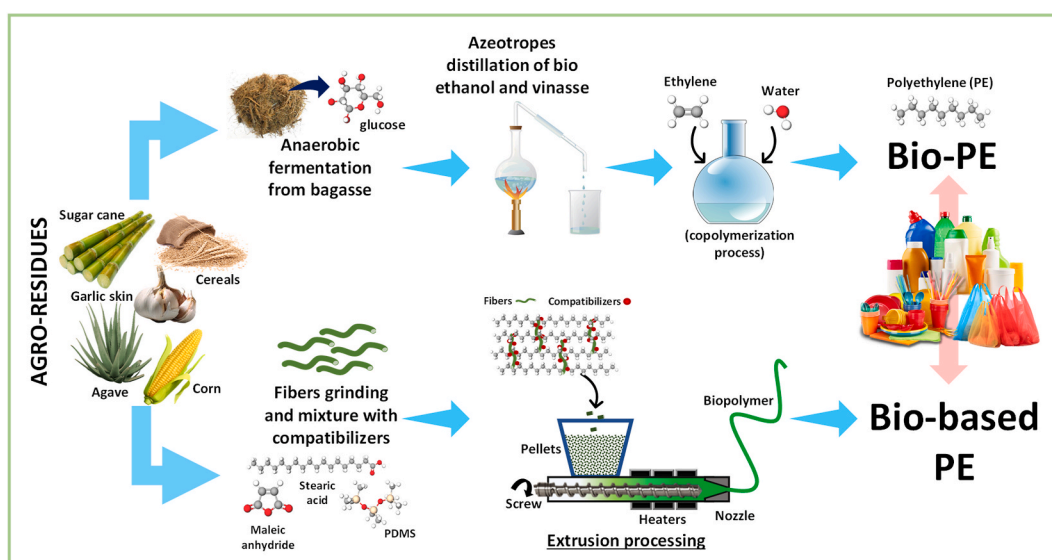 AGRO-RESIDUES
Sugar cane
Cereals
Garlic skin
Agave
Corn
glucose
Anaerobic
fermentation
from bagasse
Azeotropes
distillation of bio
ethanol and vinasse
Ethylene
Water
(copolymerization
process)
Polyethylene (PE)
Bio-PE
Fibers grinding
and mixture with
compatibilizers
Stearic
acid
Maleic
anhydride
PDMS
Fibers
Compatibilizers
Pellets
Screw
Heaters
Nozzle
Biopolymer
Extrusion processing
Bio-based
PE